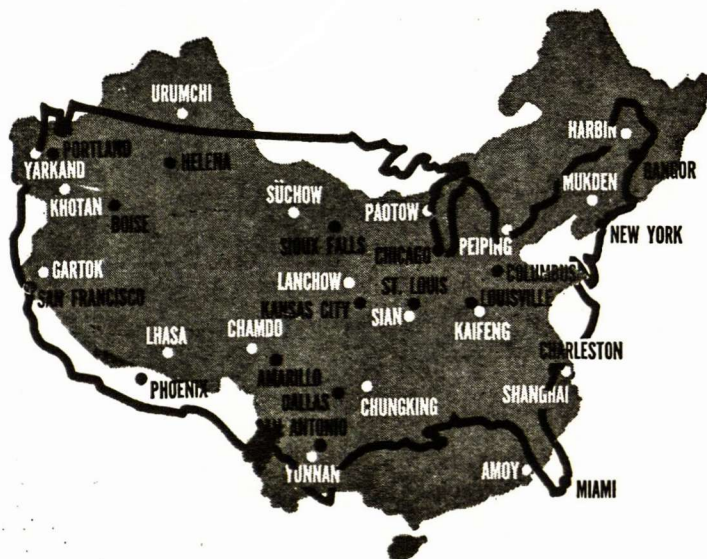 URUMCHI
HARBIN
PORTLAND
YARKAND
HELENA
BANGOR
MUKDEN
KHOTAN
SÜCHOW
PAOTOW
BOISE
SIOUX FALLS
CHICAGO
PEIPING
NEW YORK
GARTOK
LANCHOW
ST. LOUIS
COLUMBUS
SAN FRANCISCO
KANSAS CITY
SIAN
LOUISVILLE
KAIFENG
LHASA
CHAMDO
CHARLESTON
PHOENIX
AMARILLO
DALLAS
CHUNGKING
SHANGHAI
SAN ANTONIO
YUNNAN
AMOY
MIAMI